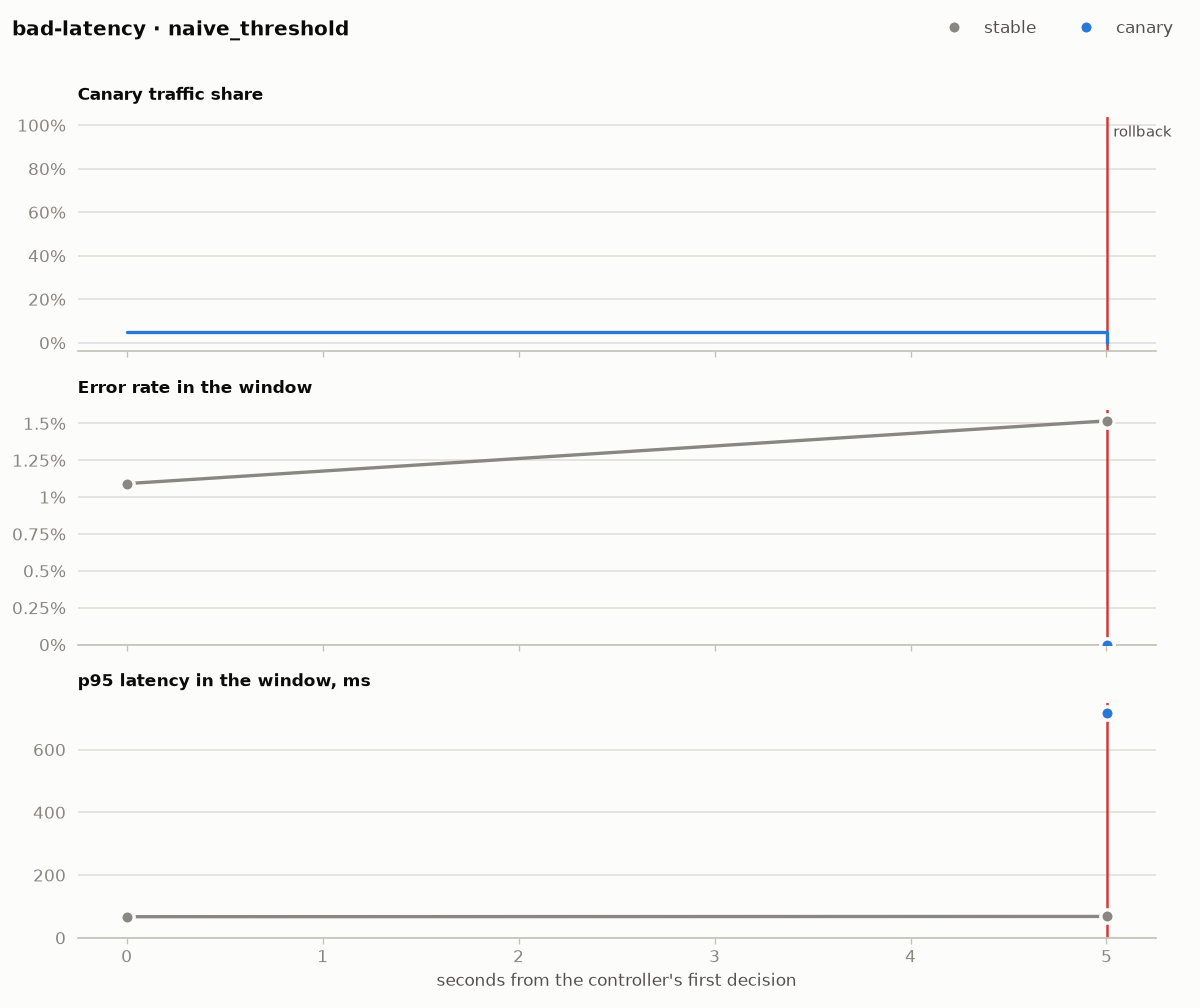 bad-latency · naive_threshold
stable canary
Canary traffic share
100%
rollback
80%
60%
40%
20%
0%
Error rate in the window
1.5%
1.25%
1%
0.75%
0.5%
0.25%
0%
p95 latency in the window, ms
600
400
200
0
0 1 2 3 4 5
seconds from the controller's first decision